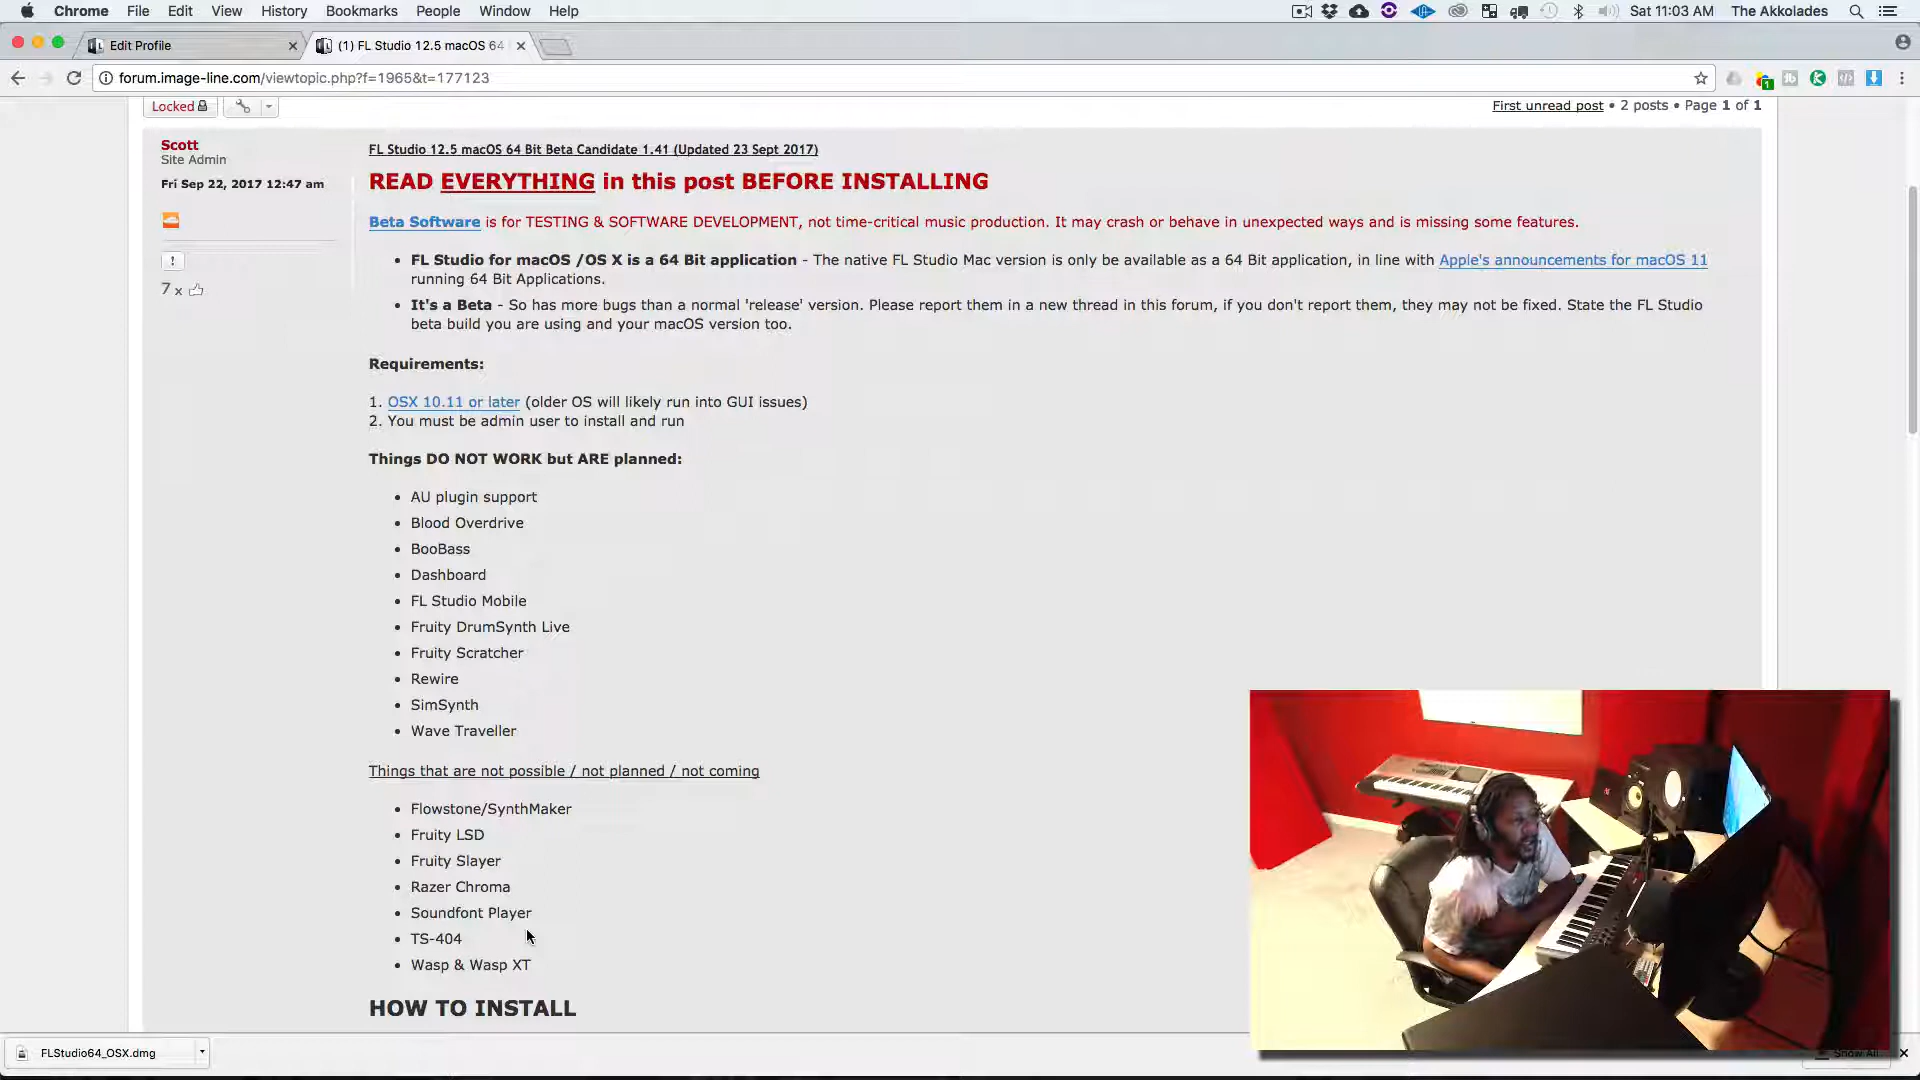 Chrome File Edit View History Bookmarks People Window Help Sat 11:03 AM The Akkolades
Edit Profile (1) FL Studio 12.5 macOS 64
forum.image-line.com/viewtopic.php?f=1965&t=177123
Locked First unread post • 2 posts • Page 1 of 1
Scott
Site Admin
Fri Sep 22, 2017 12:47 am
!
7 x
FL Studio 12.5 macOS 64 Bit Beta Candidate 1.41 (Updated 23 Sept 2017)
READ EVERYTHING in this post BEFORE INSTALLING
Beta Software is for TESTING & SOFTWARE DEVELOPMENT, not time-critical music production. It may crash or behave in unexpected ways and is missing some features.
• FL Studio for macOS /OS X is a 64 Bit application - The native FL Studio Mac version is only be available as a 64 Bit application, in line with Apple's announcements for macOS 11
running 64 Bit Applications.
• It's a Beta - So has more bugs than a normal 'release' version. Please report them in a new thread in this forum, if you don't report them, they may not be fixed. State the FL Studio
beta build you are using and your macOS version too.
Requirements:
1. OSX 10.11 or later (older OS will likely run into GUI issues)
2. You must be admin user to install and run
Things DO NOT WORK but ARE planned:
• AU plugin support
• Blood Overdrive
• BooBass
• Dashboard
• FL Studio Mobile
• Fruity DrumSynth Live
• Fruity Scratcher
• Rewire
• SimSynth
• Wave Traveller
Things that are not possible / not planned / not coming
• Flowstone/SynthMaker
• Fruity LSD
• Fruity Slayer
• Razer Chroma
• Soundfont Player
• TS-404
• Wasp & Wasp XT
HOW TO INSTALL
FLStudio64_OSX.dmg Show All